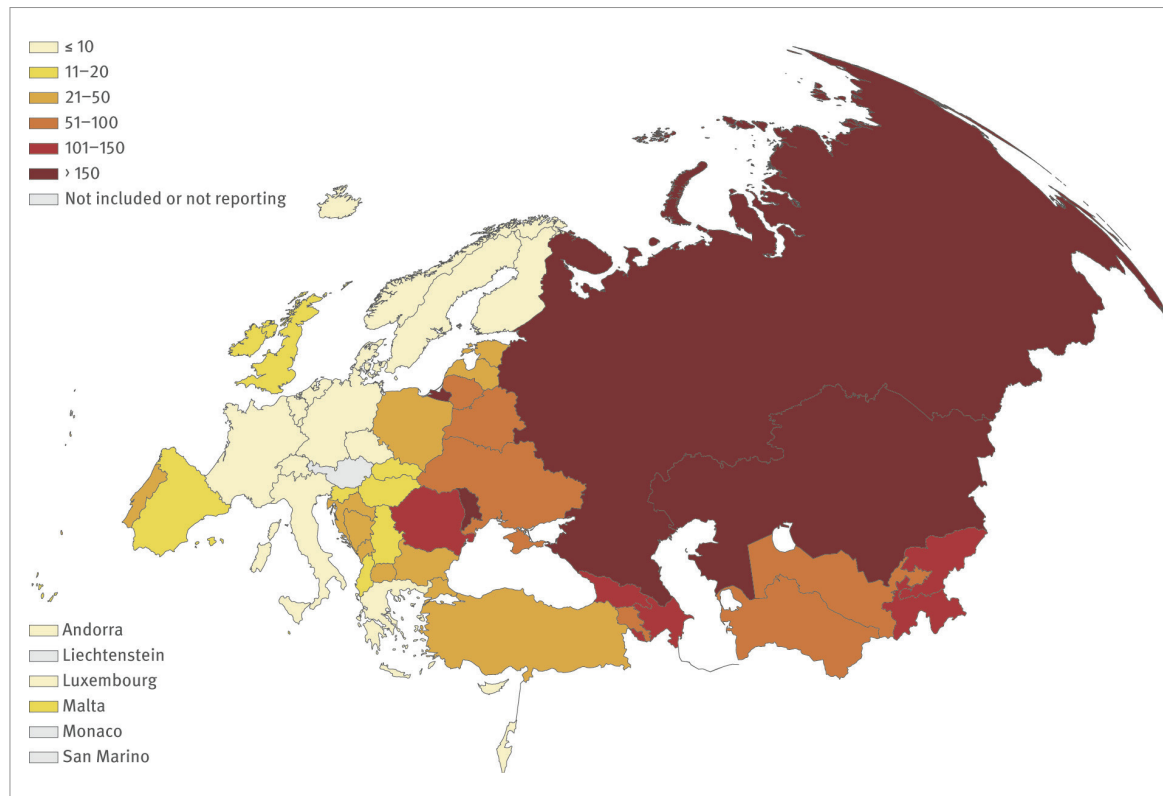 ≤ 10
11–20
21–50
51–100
101–150
› 150
Not included or not reporting
Andorra
Liechtenstein
Luxembourg
Malta
Monaco
San Marino